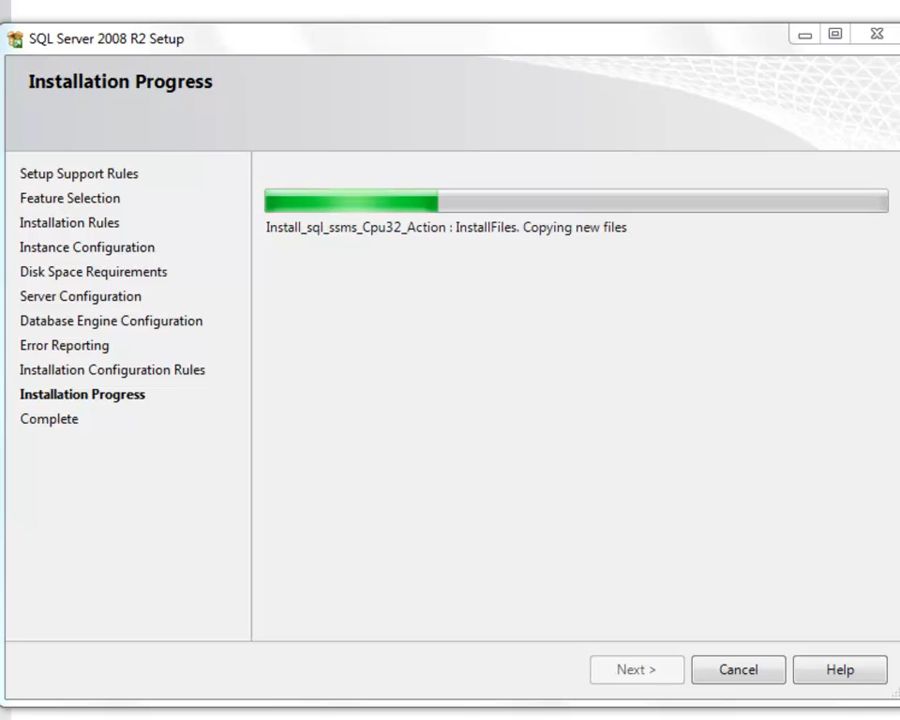 SQL Server 2008 R2 Setup
Installation Progress
Setup Support Rules
Feature Selection
Installation Rules
Instance Configuration
Disk Space Requirements
Server Configuration
Database Engine Configuration
Error Reporting
Installation Configuration Rules
Installation Progress
Complete
Install_sql_ssms_Cpu32_Action : InstallFiles. Copying new files
Next >
Cancel
Help